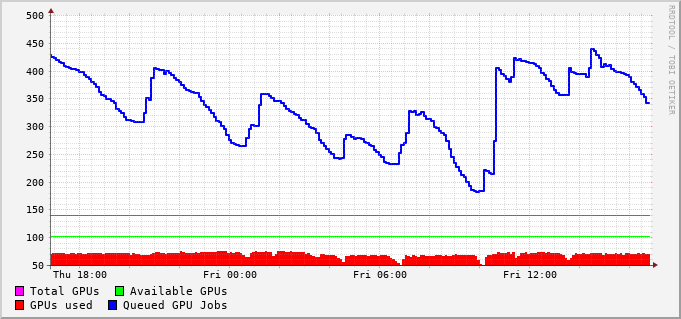 500
450
400
350
300
250
200
150
100
50
Thu 18:00 Fri 00:00 Fri 06:00 Fri 12:00
Total GPUs Available GPUs
GPUs used Queued GPU Jobs
RRDTOOL / TOBI OETIKER